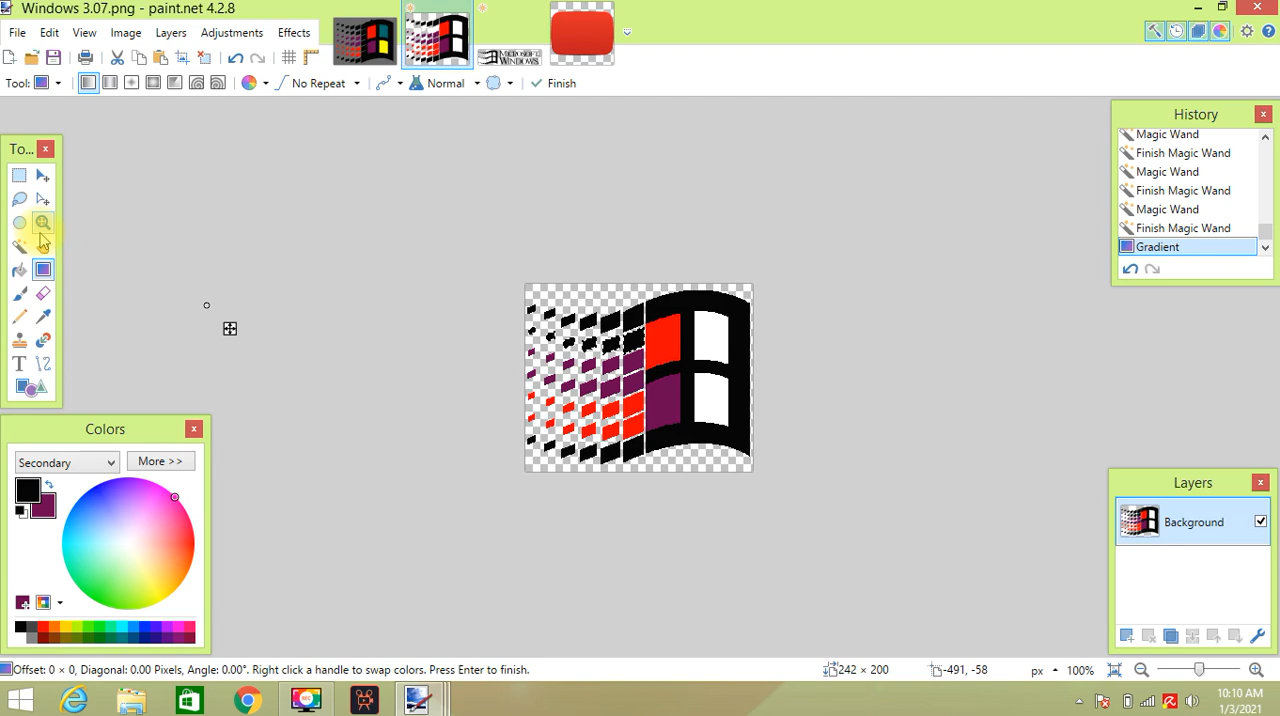 Windows 3.07.png - paint.net 4.2.8
File Edit View Image Layers Adjustments Effects
MICROSOFT
WINDOWS
Tool: No Repeat Normal Finish
To...
History
Magic Wand
Finish Magic Wand
Magic Wand
Finish Magic Wand
Magic Wand
Finish Magic Wand
Gradient
Colors
Secondary More >>
Layers
Background
Offset: 0 × 0, Diagonal: 0.00 Pixels, Angle: 0.00°. Right click a handle to swap colors. Press Enter to finish. 242 × 200 -491, -58 px 100%
REC
10:10 AM
1/3/2021